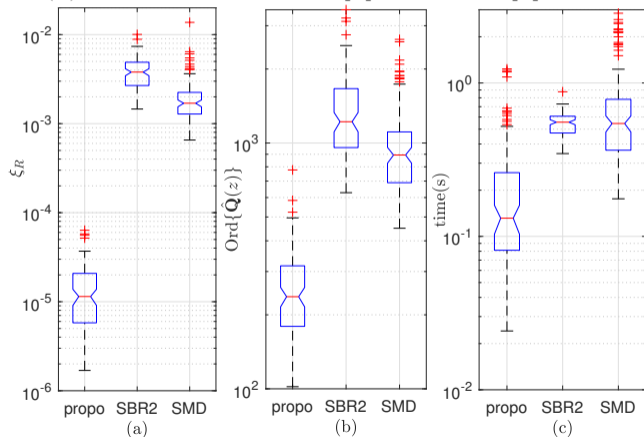 10^-2
10^-3
10^-4
10^-5
10^-6
ξ_R
propo SBR2 SMD
(a)
10^3
10^2
Ord{Q̂(z)}
propo SBR2 SMD
(b)
10^0
10^-1
10^-2
time(s)
propo SBR2 SMD
(c)